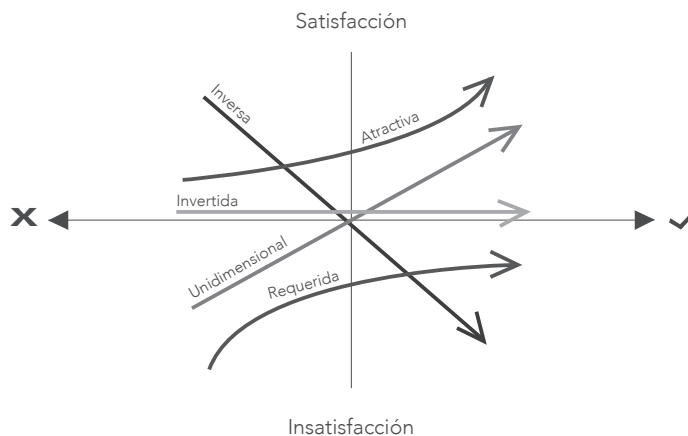 Satisfacción
Inversa
Atractiva
Invertida
Unidimensional
Requerida
Insatisfacción